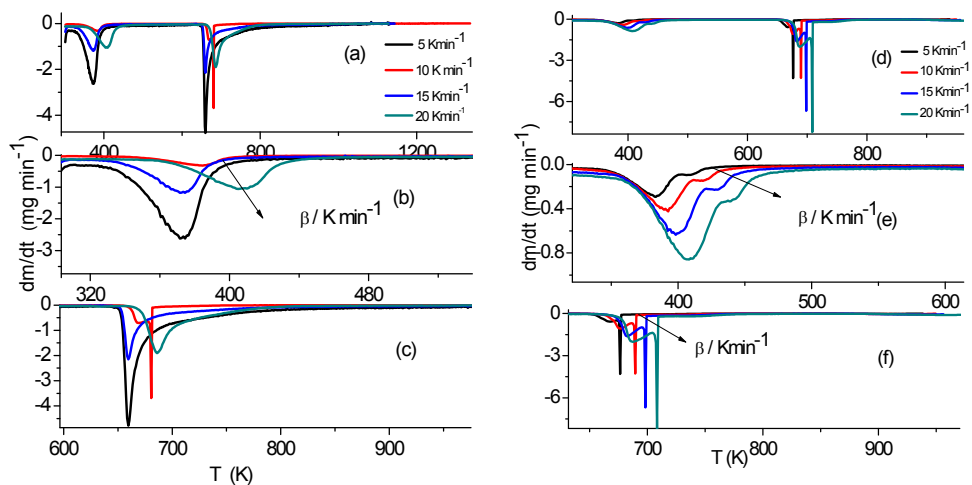 0
-2
-4
400
800
1200
(a)
5 Kmin-1
10 K min-1
15 Kmin-1
20 Kmin-1
dm/dt (mg min-1)
0
-1
-2
-3
320
400
480
(b)
β / K min-1
0
-1
-2
-3
-4
600
700
800
900
(c)
T (K)
0
-3
-6
400
600
800
(d)
5 Kmin-1
10 Kmin-1
15 Kmin-1
20 Kmin-1
dm/dt (mg min-1)
0.0
-0.4
-0.8
400
500
600
β / K min-1
(e)
0
-3
-6
700
800
900
β / Kmin-1
(f)
T(K)